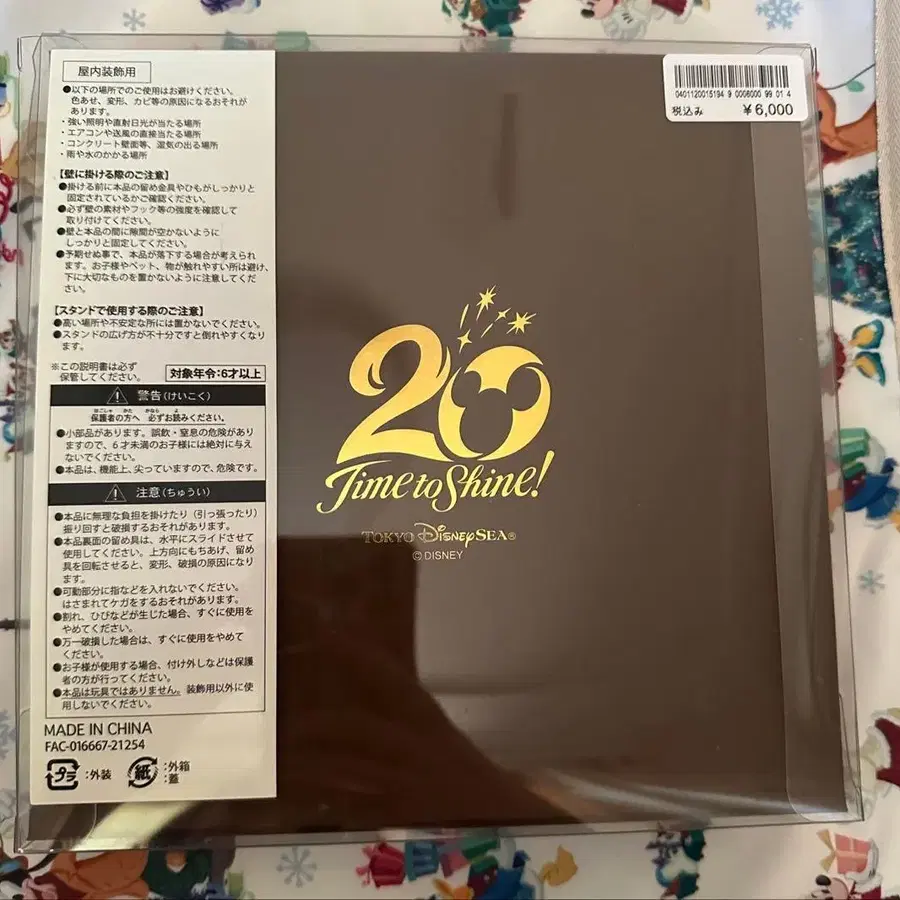 屋内装飾用
●以下の場所でのご使用はお避けください。
色あせ、変形、カビ等の原因になるおそれが
あります。
・強い照明や直射日光が当たる場所
・エアコンや送風の直接当たる場所
・コンクリート壁面等、湿気の出る場所
・雨や水のかかる場所
【壁に掛ける際のご注意】
●掛ける前に本品の留め金具やひもがしっかりと
固定されているかご確認ください。
●必ず壁の素材やフック等の強度を確認して
取り付けてください。
●壁と本品の間に隙間が空かないように
しっかりと固定してください。
●予期せぬ事で、本品が落下する場合が考えられ
ます。お子様やペット、物が触れやすい所は避け、
下に大切なものを置かないように注意してくだ
さい。
【スタンドで使用する際のご注意】
●高い場所や不安定な所には置かないでください。
●スタンドの広げ方が不十分ですと倒れやすくなり
ます。
※この説明書は必ず
保管してください。
対象年令:6才以上
警告(けいこく)
保護者の方へ 必ずお読みください。
●小部品があります。誤飲・窒息の危険があり
ますので、6才未満のお子様には絶対に与え
ないでください。
●本品は、機能上、尖っていますので、危険です。
注意(ちゅうい)
●本品に無理な負担を掛けたり(引っ張ったり)
振り回すと破損するおそれがあります。
●本品裏面の留め具は、水平にスライドさせて
使用してください。上方向にもちあげ、留め
具を回転させると、変形、破損の原因になり
ます。
●可動部分に指などを入れないでください。
はさまれてケガをするおそれがあります。
●割れ、ひびなどが生じた場合、すぐに使用を
やめてください。
●万一破損した場合は、すぐに使用をやめて
ください。
●お子様が使用する場合、付け外しなどは保護
者の方が行ってください。
●本品は玩具ではありません。装飾用以外に使
用しないでください。
MADE IN CHINA
FAC-016667-21254
プラ :外装 紙 :外箱
:蓋
0401120015194 9 0006000 99 01 4
税込み ¥6,000
20
Time to Shine!
TOKYO DISNEYSEA®
©DISNEY